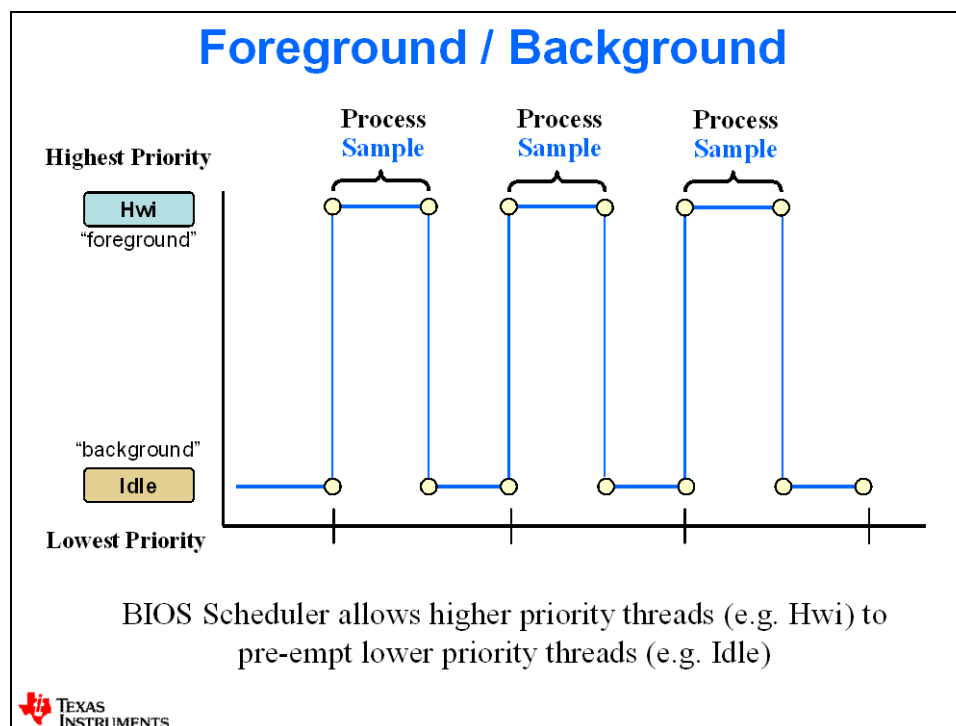 Foreground / Background
Process
Sample
Process
Sample
Process
Sample
Highest Priority
Hwi
“foreground”
“background”
Idle
Lowest Priority
BIOS Scheduler allows higher priority threads (e.g. Hwi) to
pre-empt lower priority threads (e.g. Idle)
TEXAS
INSTRUMENTS